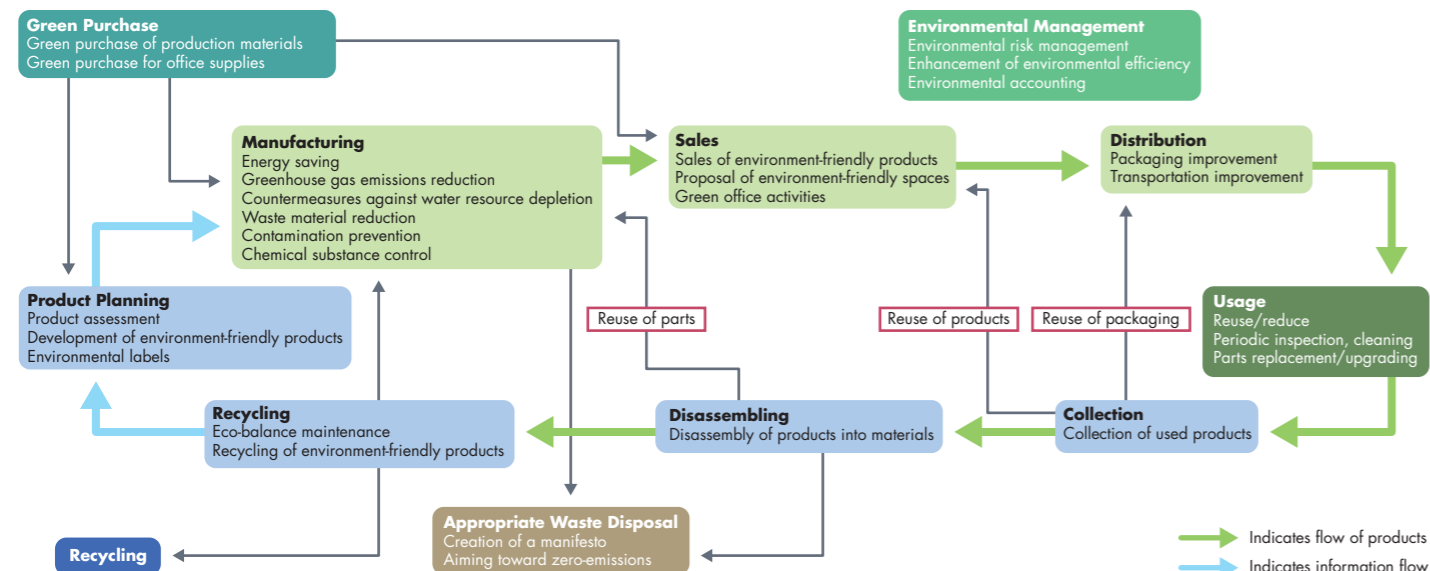 Green Purchase
Green purchase of production materials
Green purchase for office supplies
Environmental Management
Environmental risk management
Enhancement of environmental efficiency
Environmental accounting
Manufacturing
Energy saving
Greenhouse gas emissions reduction
Countermeasures against water resource depletion
Waste material reduction
Contamination prevention
Chemical substance control
Sales
Sales of environment-friendly products
Proposal of environment-friendly spaces
Green office activities
Distribution
Packaging improvement
Transportation improvement
Product Planning
Product assessment
Development of environment-friendly products
Environmental labels
Reuse of parts
Reuse of products
Reuse of packaging
Usage
Reuse/reduce
Periodic inspection, cleaning
Parts replacement/upgrading
Recycling
Eco-balance maintenance
Recycling of environment-friendly products
Disassembling
Disassembly of products into materials
Collection
Collection of used products
Recycling
Appropriate Waste Disposal
Creation of a manifesto
Aiming toward zero-emissions
Indicates flow of products
Indicates information flow